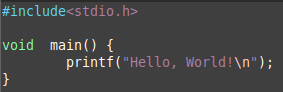 #include<stdio.h>
void  main() {
        printf("Hello, World!\n");
}